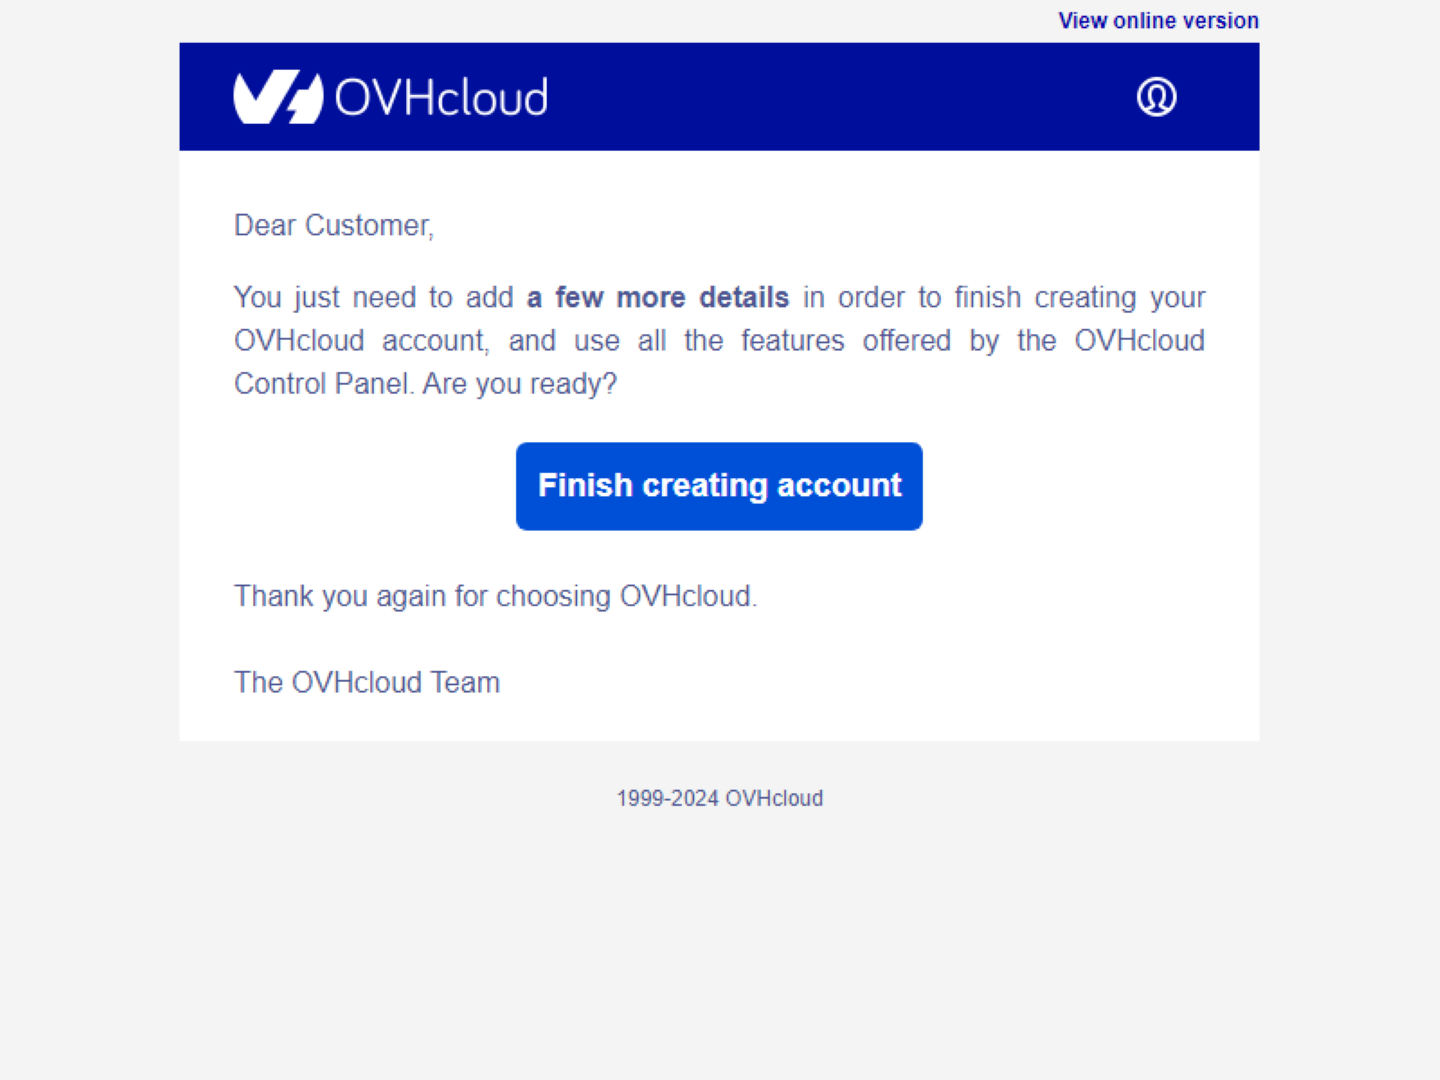 View online version
OVHcloud
Dear Customer,
You just need to add a few more details in order to finish creating your
OVHcloud account, and use all the features offered by the OVHcloud
Control Panel. Are you ready?
Finish creating account
Thank you again for choosing OVHcloud.
The OVHcloud Team
1999-2024 OVHcloud